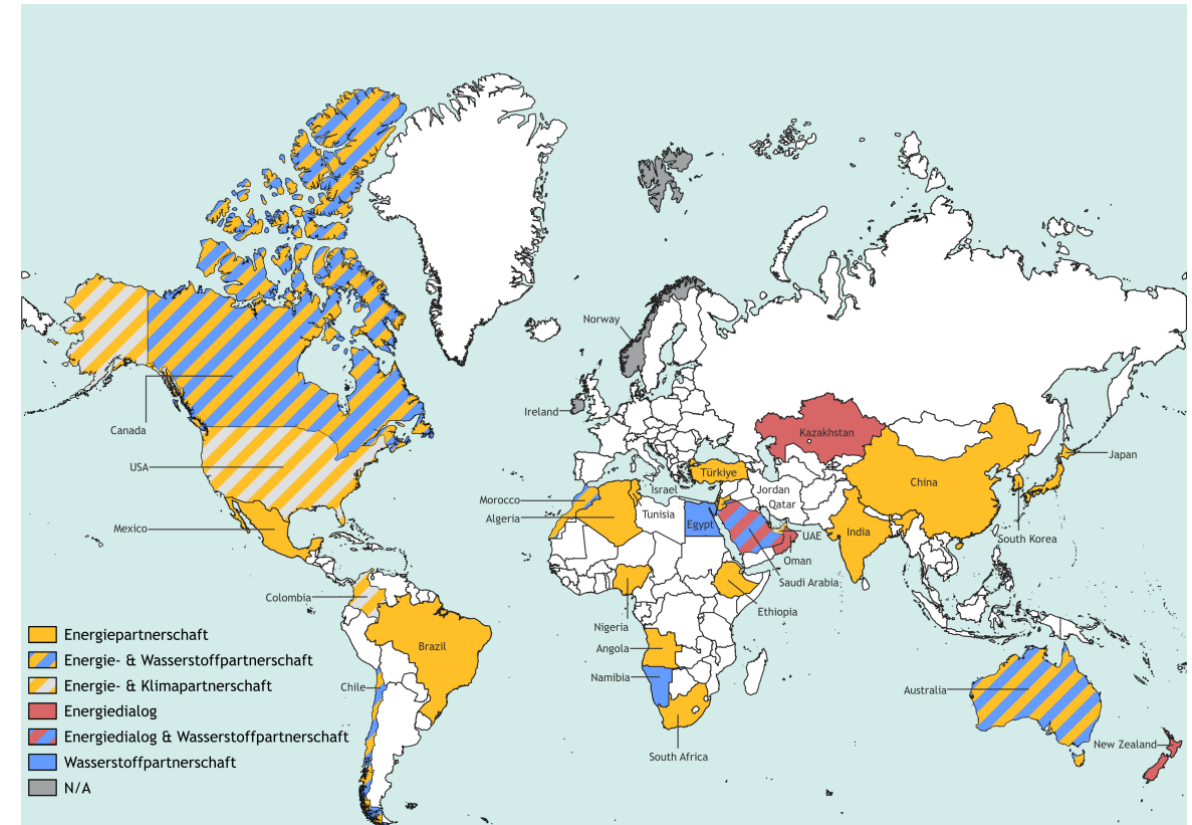 Norway
Ireland
Canada
Kazakhstan
USA
Japan
Türkiye
China
Israel
Jordan
Morocco
Qatar
Algeria
Tunisia
Egypt
Mexico
India
UAE
South Korea
Oman
Saudi Arabia
Colombia
Ethiopia
Nigeria
Brazil
Angola
Namibia
Chile
Australia
South Africa
New Zealand
Energiepartnerschaft
Energie- & Wasserstoffpartnerschaft
Energie- & Klimapartnerschaft
Energiedialog
Energiedialog & Wasserstoffpartnerschaft
Wasserstoffpartnerschaft
N/A